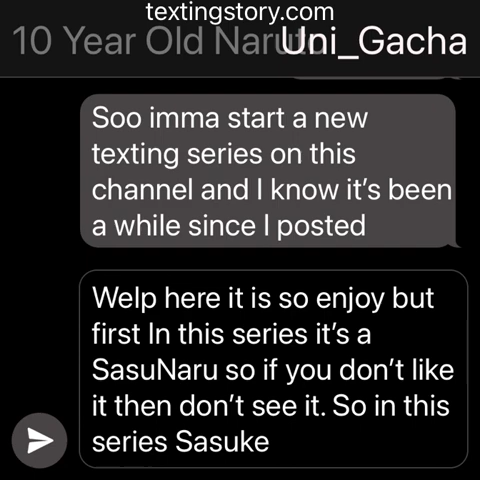 textingstory.com
10 Year Old Naruto
Uni_Gacha
Soo imma start a new
texting series on this
channel and I know it's been
a while since I posted
Welp here it is so enjoy but
first In this series it's a
SasuNaru so if you don't like
it then don't see it. So in this
series Sasuke